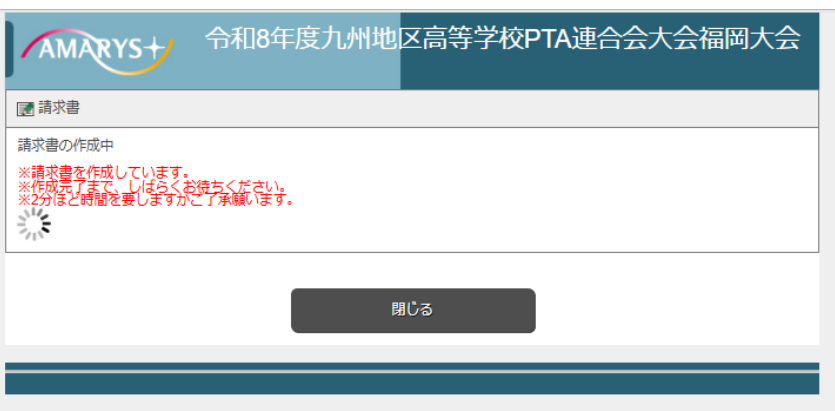 AMARYS+
令和8年度九州地区高等学校PTA連合会大会福岡大会
請求書
請求書の作成中
※請求書を作成しています。
※作成完了まで、しばらくお待ちください。
※2分ほど時間を要しますがご了承願います。
閉じる